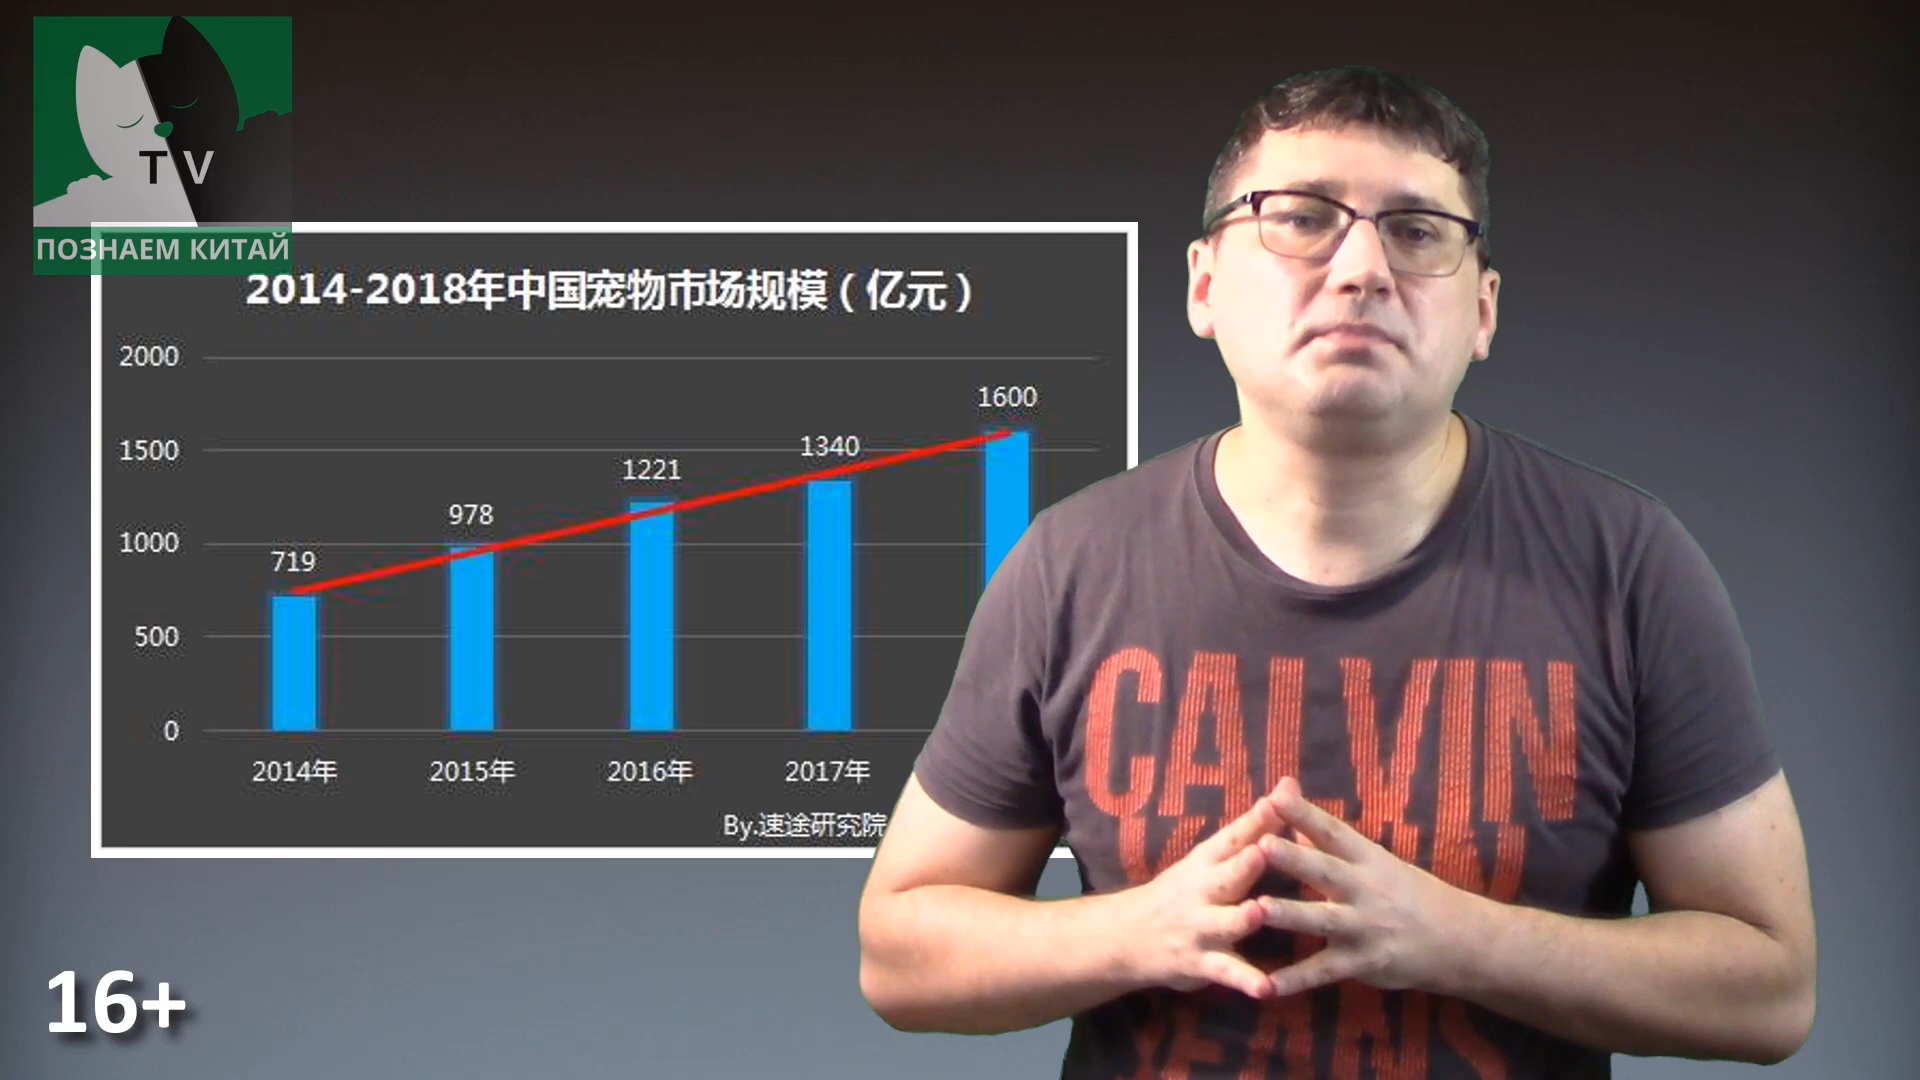 TV
ПОЗНАЕМ КИТАЙ
2014-2018年中国宠物市场规模（亿元）
2000
1500
1000
500
0
719
978
1221
1340
1600
2014年
2015年
2016年
2017年
By.速途研究院
CALVIN
KLEIN
JEANS
16+